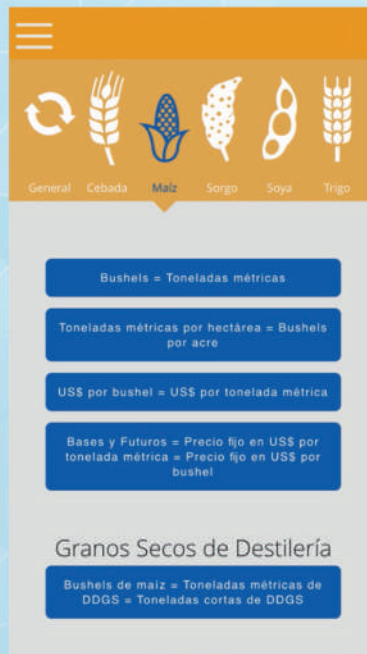 General Cebada Maíz Sorgo Soya Trigo
Bushels = Toneladas métricas
Toneladas métricas por hectárea = Bushels
por acre
US$ por bushel = US$ por tonelada métrica
Bases y Futuros = Precio fijo en US$ por
tonelada métrica = Precio fijo en US$ por
bushel
Granos Secos de Destilería
Bushels de maíz = Toneladas métricas de
DDGS = Toneladas cortas de DDGS